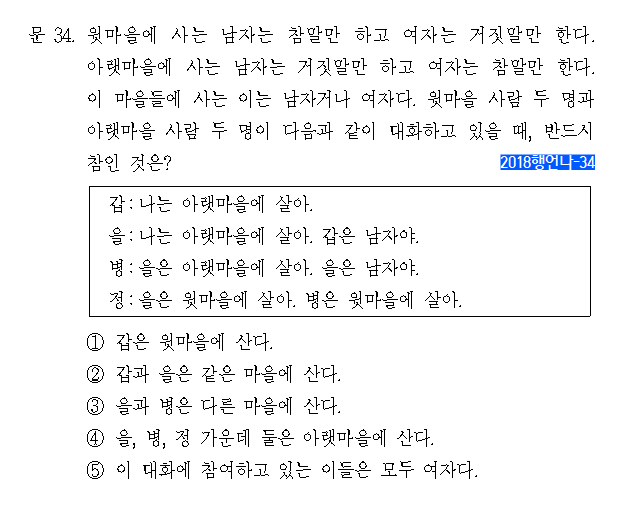 문 34. 윗마을에 사는 남자는 참말만 하고 여자는 거짓말만 한다.
아랫마을에 사는 남자는 거짓말만 하고 여자는 참말만 한다.
이 마을들에 사는 이는 남자거나 여자다. 윗마을 사람 두 명과
아랫마을 사람 두 명이 다음과 같이 대화하고 있을 때, 반드시
참인 것은? 2018행언나-34
갑: 나는 아랫마을에 살아.
을: 나는 아랫마을에 살아. 갑은 남자야.
병: 을은 아랫마을에 살아. 을은 남자야.
정: 을은 윗마을에 살아. 병은 윗마을에 살아.
① 갑은 윗마을에 산다.
② 갑과 을은 같은 마을에 산다.
③ 을과 병은 다른 마을에 산다.
④ 을, 병, 정 가운데 둘은 아랫마을에 산다.
⑤ 이 대화에 참여하고 있는 이들은 모두 여자다.